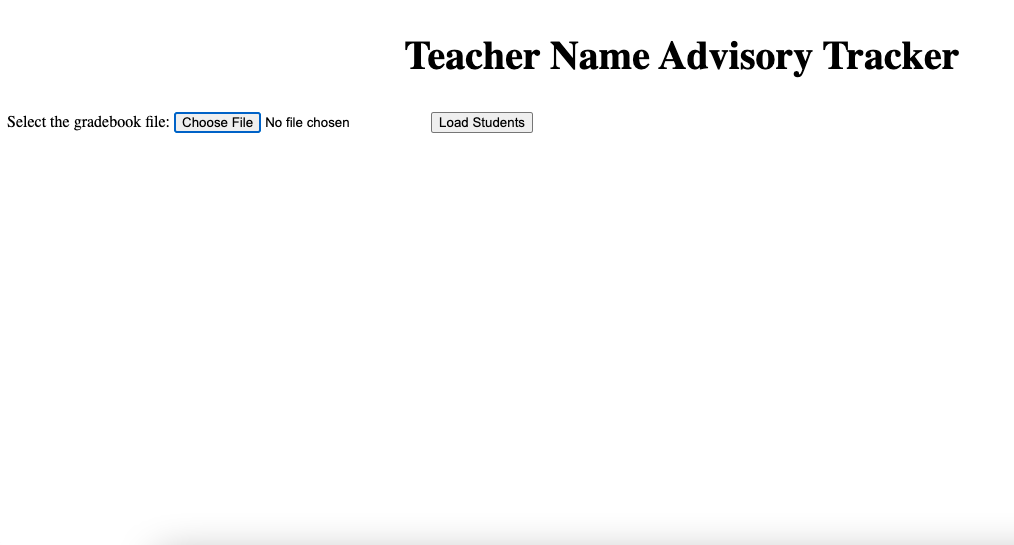 Teacher Name Advisory Tracker
Select the gradebook file: Choose File No file chosen Load Students